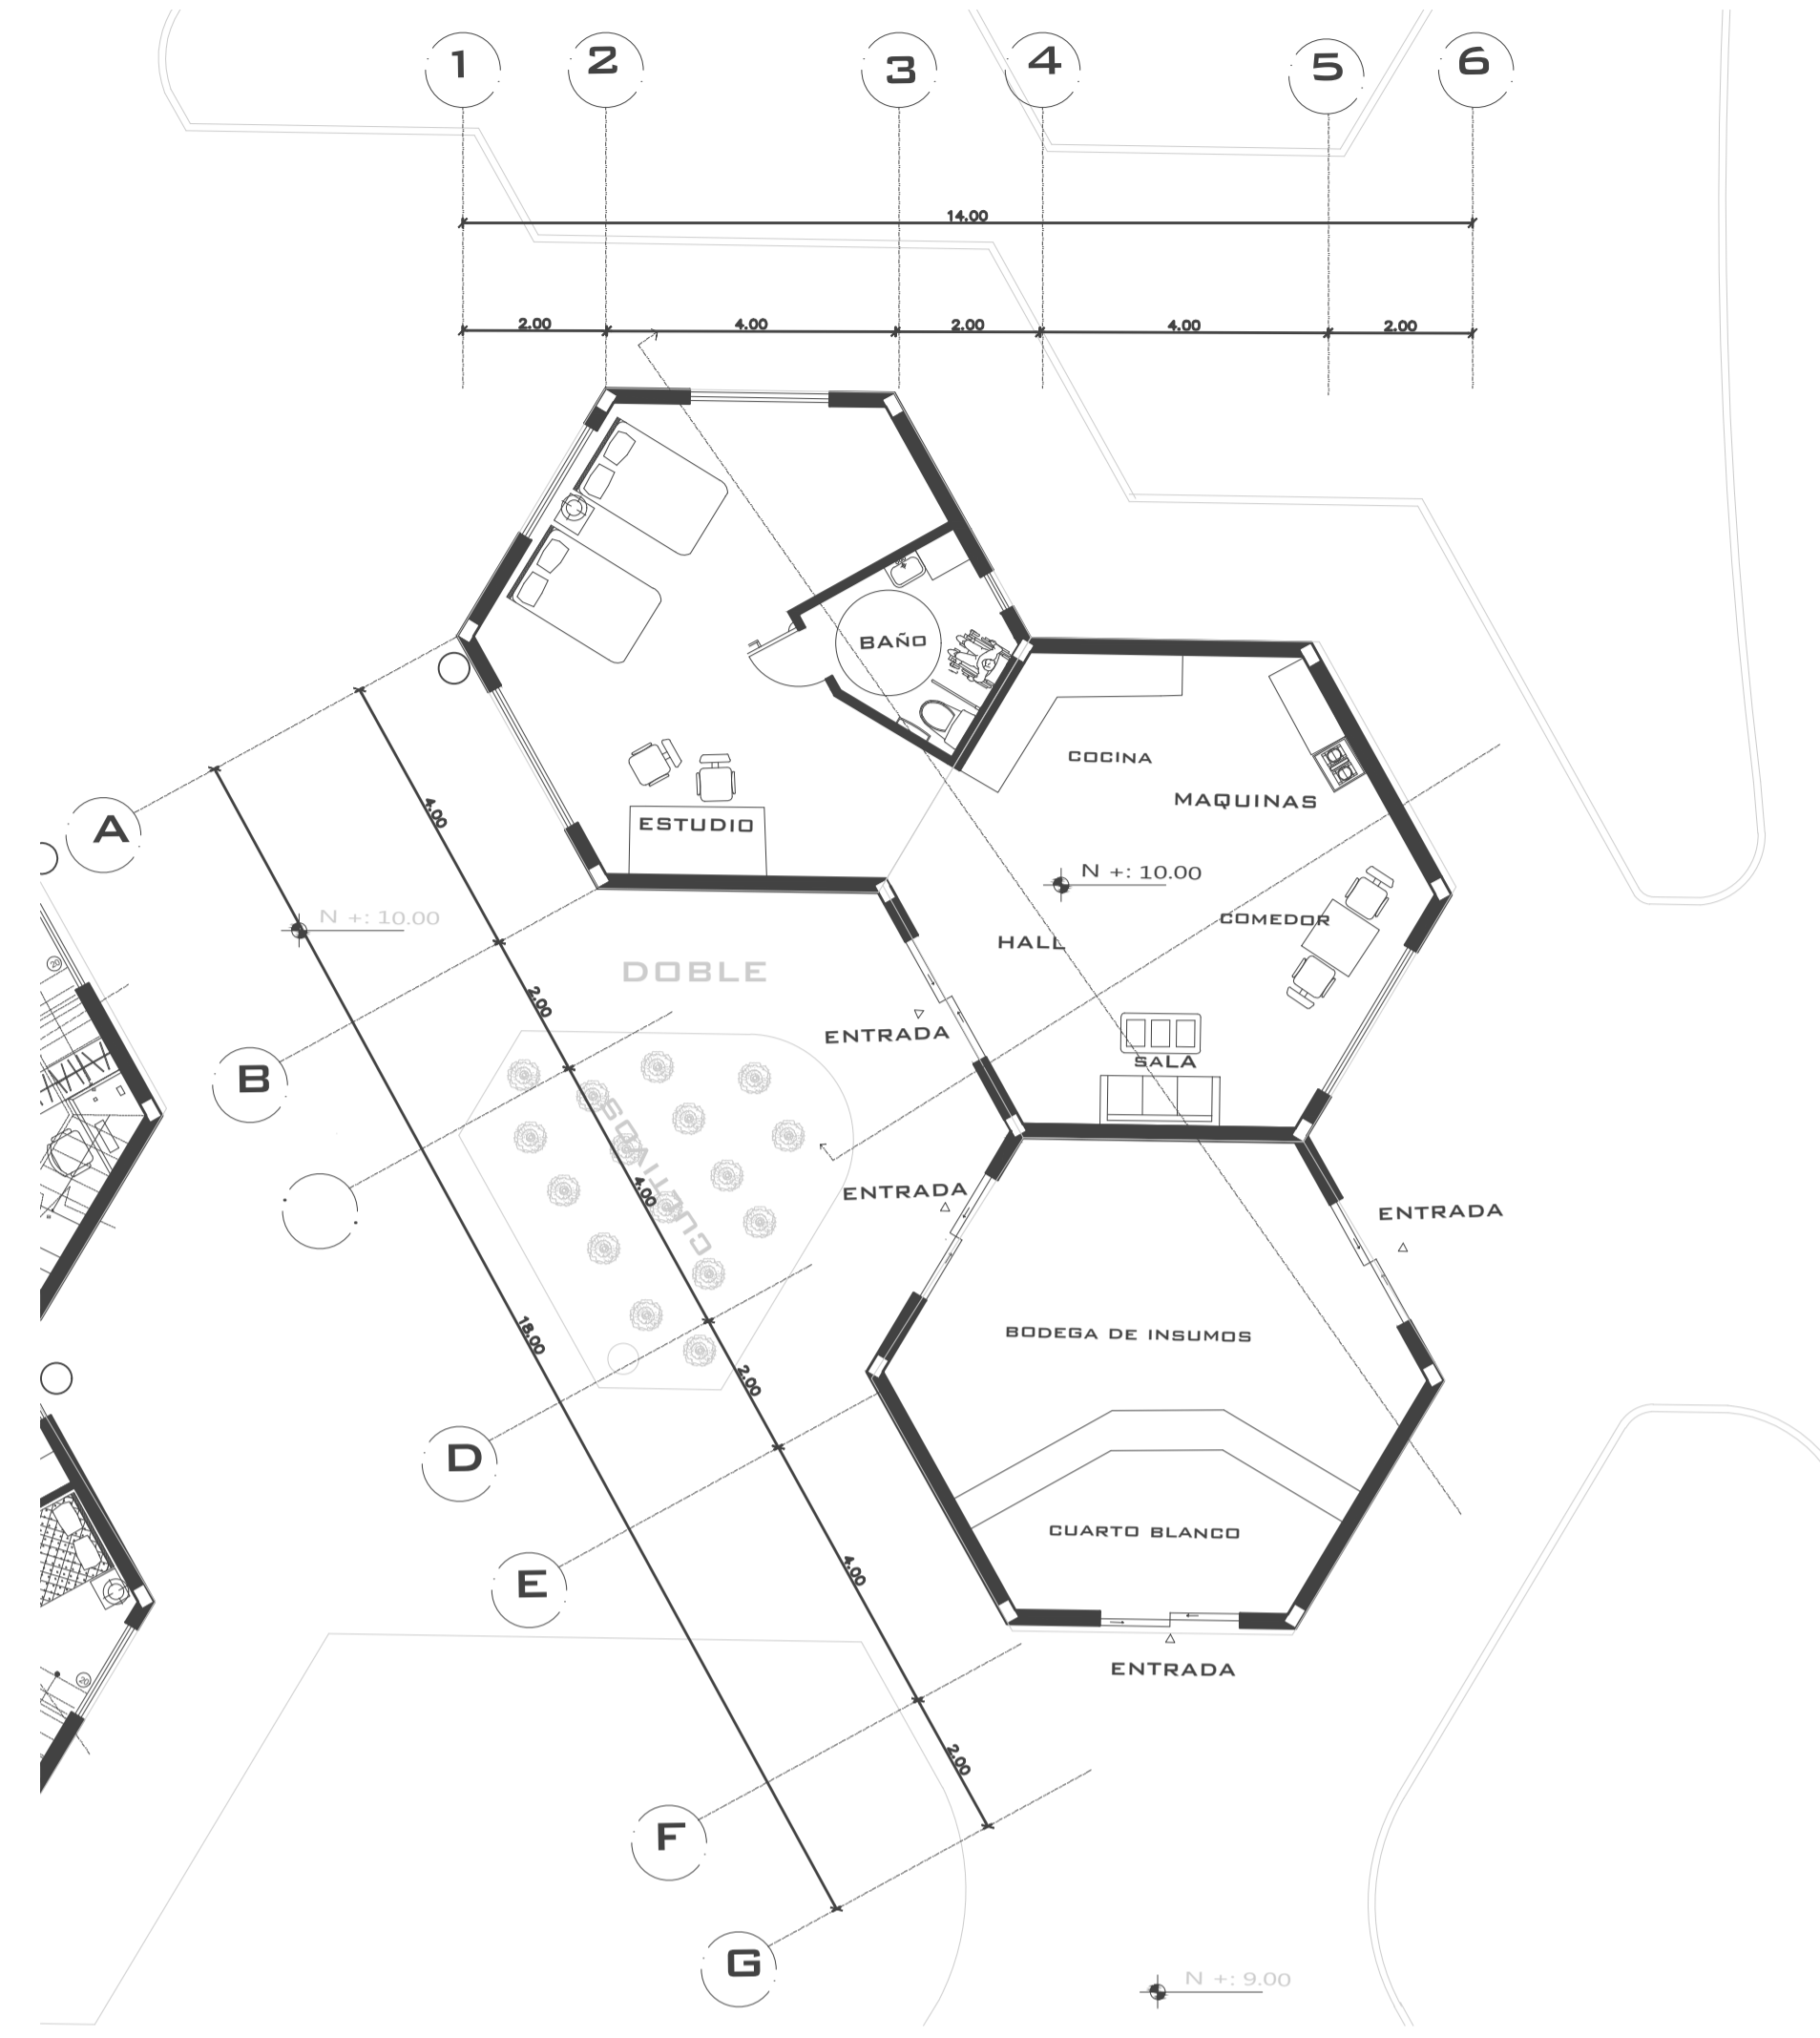 1 2 3 4 5 6
14.00
2.00 4.00 2.00 4.00 2.00
BAÑO
COCINA
MAQUINAS
ESTUDIO
4.00
A
N +: 10.00
N +: 10.00
COMEDOR
HALL
DOBLE
20
2.00
ENTRADA
SALA
B
CULTIVOS
4.00
ENTRADA
ENTRADA
18.00
BODEGA DE INSUMOS
2.00
D
CUARTO BLANCO
4.00
E
ENTRADA
20
2.00
F
G
N +: 9.00